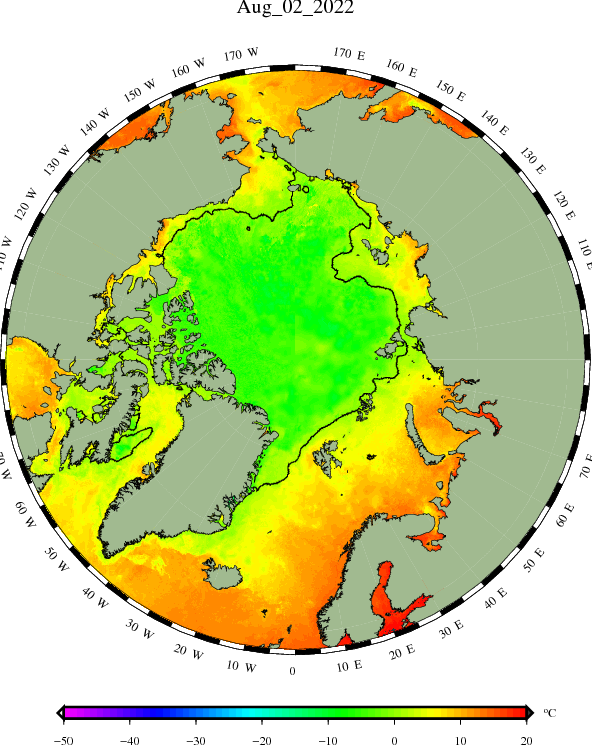 Aug_02_2022
170 W
170 E
160 W
160 E
150 W
150 E
140 W
140 E
130 W
130 E
120 W
120 E
110 E
70 E
60 W
60 E
50 W
50 E
40 W
40 E
30 W
30 E
20 W
20 E
10 W
0
10 E
°C
−50 −40 −30 −20 −10 0 10 20